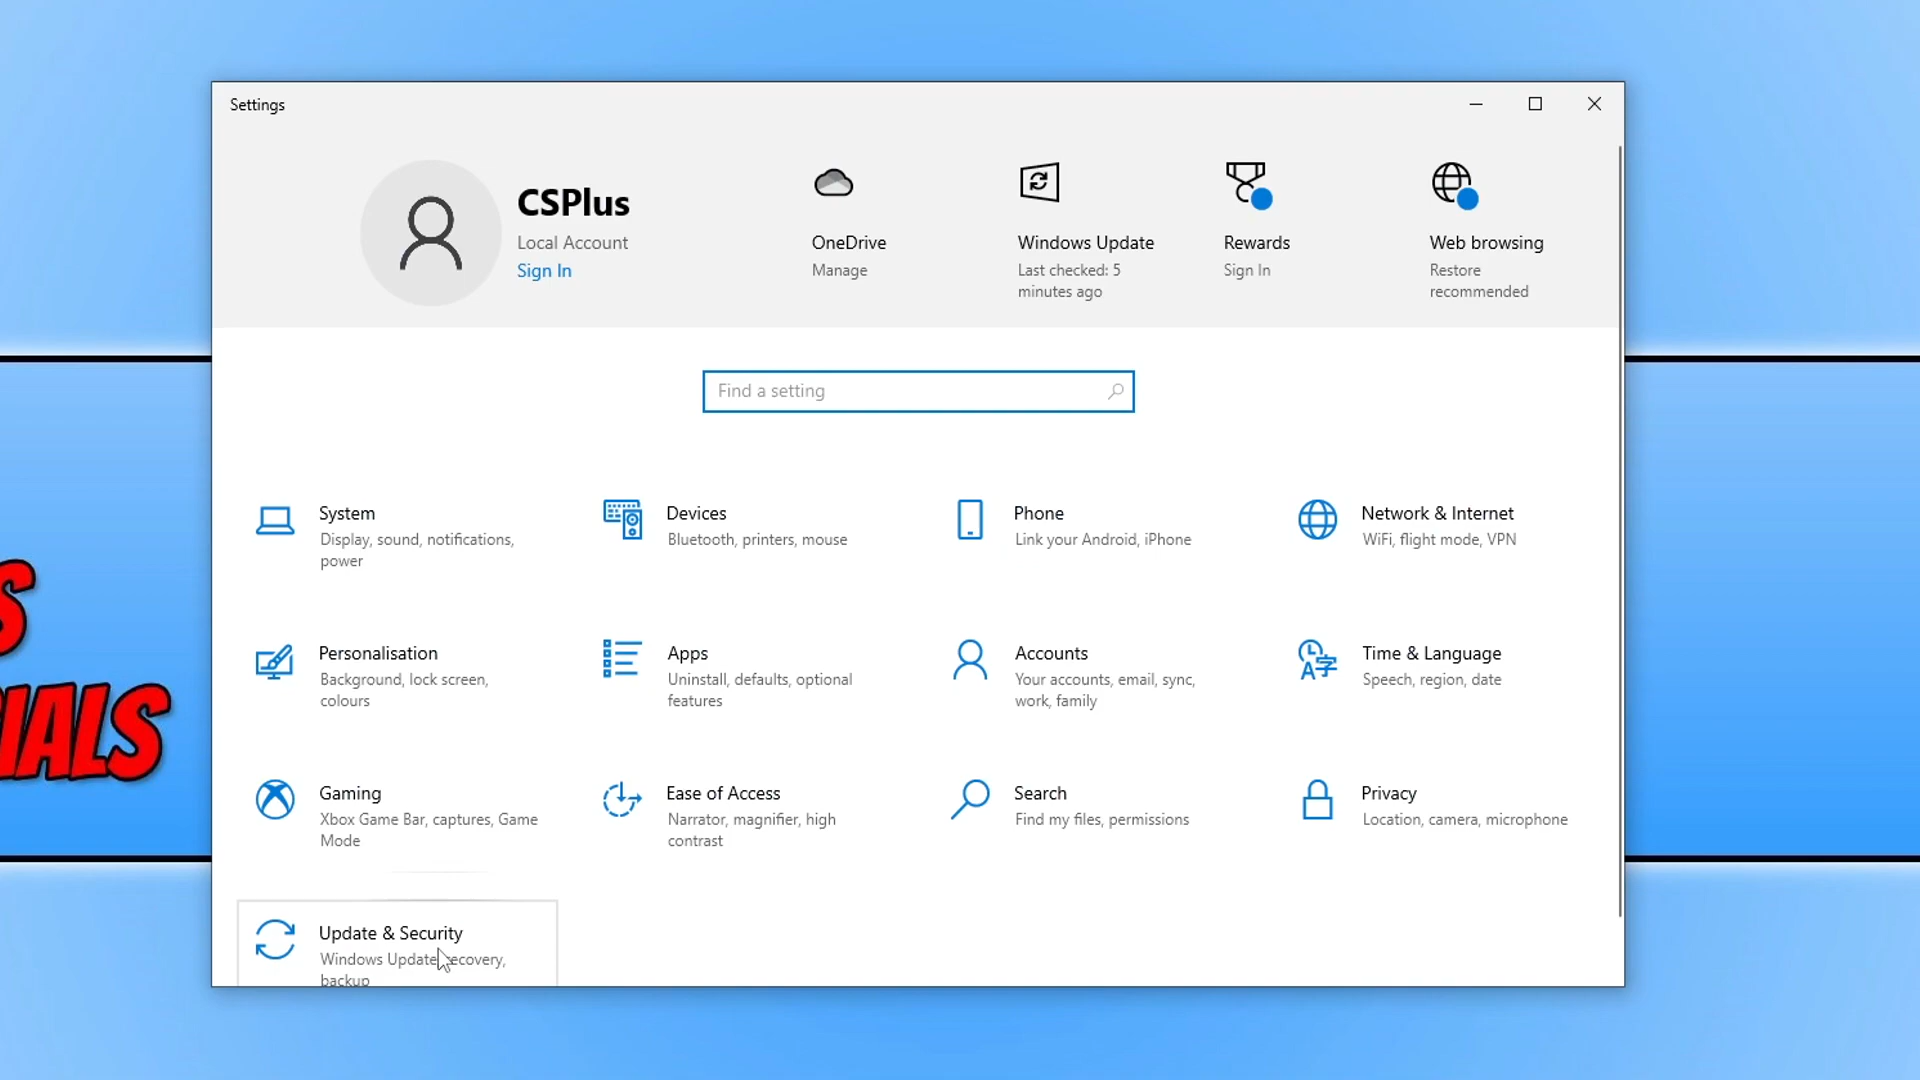 Settings
CSPlus
Local Account
Sign In
OneDrive
Manage
Windows Update
Last checked: 5
minutes ago
Rewards
Sign In
Web browsing
Restore
recommended
Find a setting
System
Display, sound, notifications,
power
Devices
Bluetooth, printers, mouse
Phone
Link your Android, iPhone
Network & Internet
WiFi, flight mode, VPN
Personalisation
Background, lock screen,
colours
Apps
Uninstall, defaults, optional
features
Accounts
Your accounts, email, sync,
work, family
Time & Language
Speech, region, date
Gaming
Xbox Game Bar, captures, Game
Mode
Ease of Access
Narrator, magnifier, high
contrast
Search
Find my files, permissions
Privacy
Location, camera, microphone
Update & Security
Windows Update, recovery,
backup
S
IALS